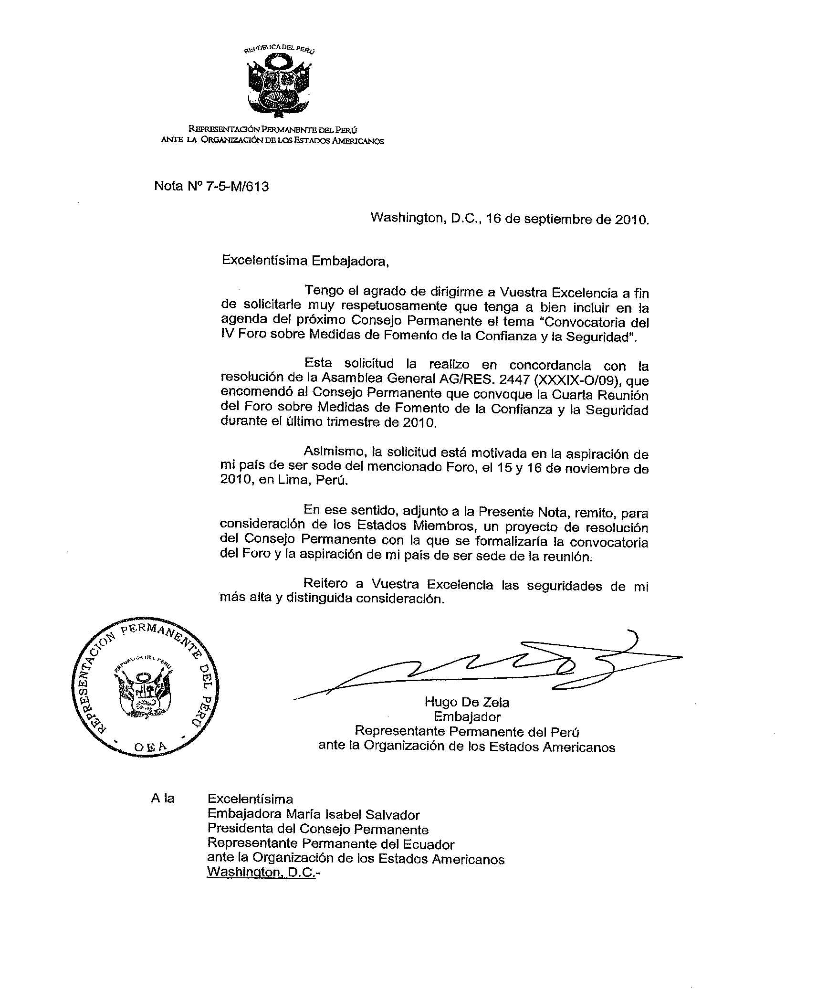 REPÚBLICA DEL PERÚ
REPRESENTACIÓN PERMANENTE DEL PERÚ
ANTE LA ORGANIZACIÓN DE LOS ESTADOS AMERICANOS
Nota Nº 7-5-M/613
Washington, D.C., 16 de septiembre de 2010.
Excelentísima Embajadora,
Tengo el agrado de dirigirme a Vuestra Excelencia a fin
de solicitarle muy respetuosamente que tenga a bien incluir en la
agenda del próximo Consejo Permanente el tema "Convocatoria del
IV Foro sobre Medidas de Fomento de la Confianza y la Seguridad".
Esta solicitud la realizo en concordancia con la
resolución de la Asamblea General AG/RES. 2447 (XXXIX-O/09), que
encomendó al Consejo Permanente que convoque la Cuarta Reunión
del Foro sobre Medidas de Fomento de la Confianza y la Seguridad
durante el último trimestre de 2010.
Asimismo, la solicitud está motivada en la aspiración de
mi país de ser sede del mencionado Foro, el 15 y 16 de noviembre de
2010, en Lima, Perú.
En ese sentido, adjunto a la Presente Nota, remito, para
consideración de los Estados Miembros, un proyecto de resolución
del Consejo Permanente con la que se formalizaría la convocatoria
del Foro y la aspiración de mi país de ser sede de la reunión.
Reitero a Vuestra Excelencia las seguridades de mi
más alta y distinguida consideración.
REPRESENTACION PERMANENTE DEL PERÚ
REPUBLICA DEL PERU
- OEA -
Hugo De Zela
Embajador
Representante Permanente del Perú
ante la Organización de los Estados Americanos
A la Excelentísima
Embajadora María Isabel Salvador
Presidenta del Consejo Permanente
Representante Permanente del Ecuador
ante la Organización de los Estados Americanos
Washington, D.C.-